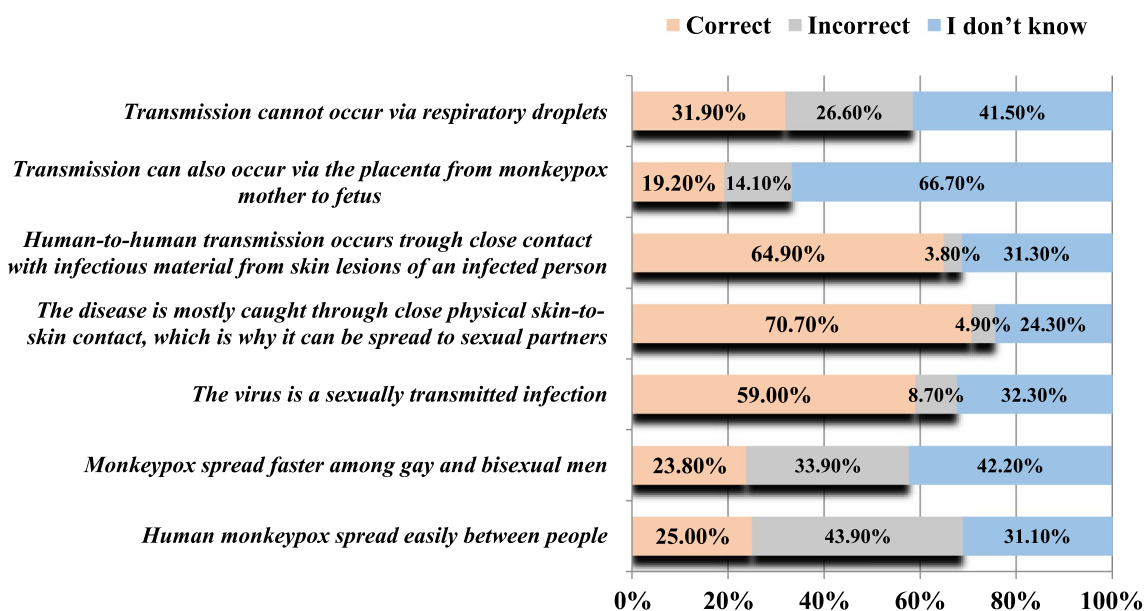 Correct Incorrect I don't know
Transmission cannot occur via respiratory droplets
31.90% 26.60% 41.50%
Transmission can also occur via the placenta from monkeypox
mother to fetus
19.20% 14.10% 66.70%
Human-to-human transmission occurs trough close contact
with infectious material from skin lesions of an infected person
64.90% 3.80% 31.30%
The disease is mostly caught through close physical skin-to-
skin contact, which is why it can be spread to sexual partners
70.70% 4.90% 24.30%
The virus is a sexually transmitted infection
59.00% 8.70% 32.30%
Monkeypox spread faster among gay and bisexual men
23.80% 33.90% 42.20%
Human monkeypox spread easily between people
25.00% 43.90% 31.10%
0% 20% 40% 60% 80% 100%